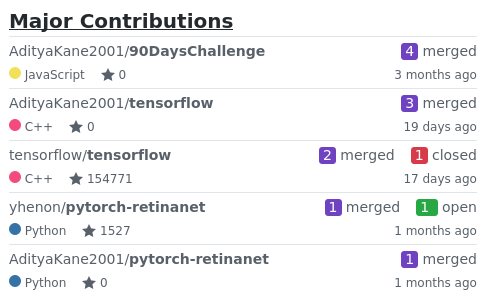 Major Contributions
AdityaKane2001/90DaysChallenge 4 merged
JavaScript 0 3 months ago
AdityaKane2001/tensorflow 3 merged
C++ 0 19 days ago
tensorflow/tensorflow 2 merged 1 closed
C++ 154771 17 days ago
yhenon/pytorch-retinanet 1 merged 1 open
Python 1527 1 months ago
AdityaKane2001/pytorch-retinanet 1 merged
Python 0 1 months ago